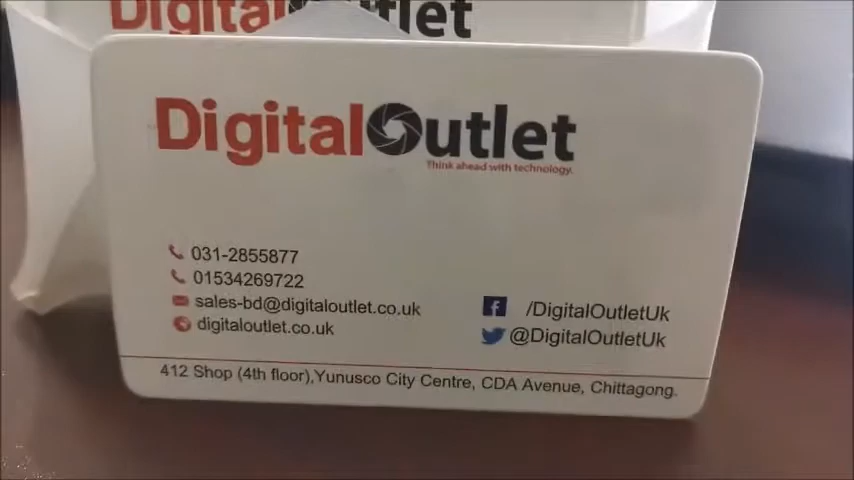 DigitalOutlet
DigitalOutlet
Think ahead with technology.
031-2855877
01534269722
sales-bd@digitaloutlet.co.uk
digitaloutlet.co.uk
/DigitalOutletUk
@DigitalOutletUk
412 Shop (4th floor),Yunusco City Centre, CDA Avenue, Chittagong.